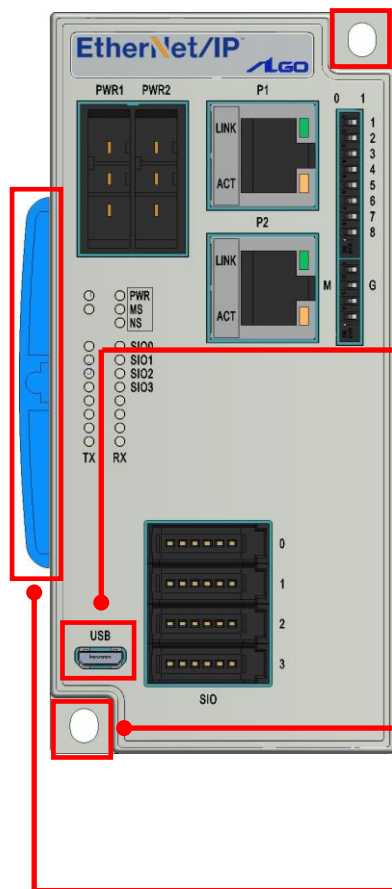 EtherNet/IP™
ALGO
PWR1 PWR2
P1
0 1
LINK
ACT
1
2
3
4
5
6
7
8
P2
LINK
ACT
M
G
PWR
MS
NS
SIO0
SIO1
SIO2
SIO3
TX RX
0
1
2
3
USB
SIO